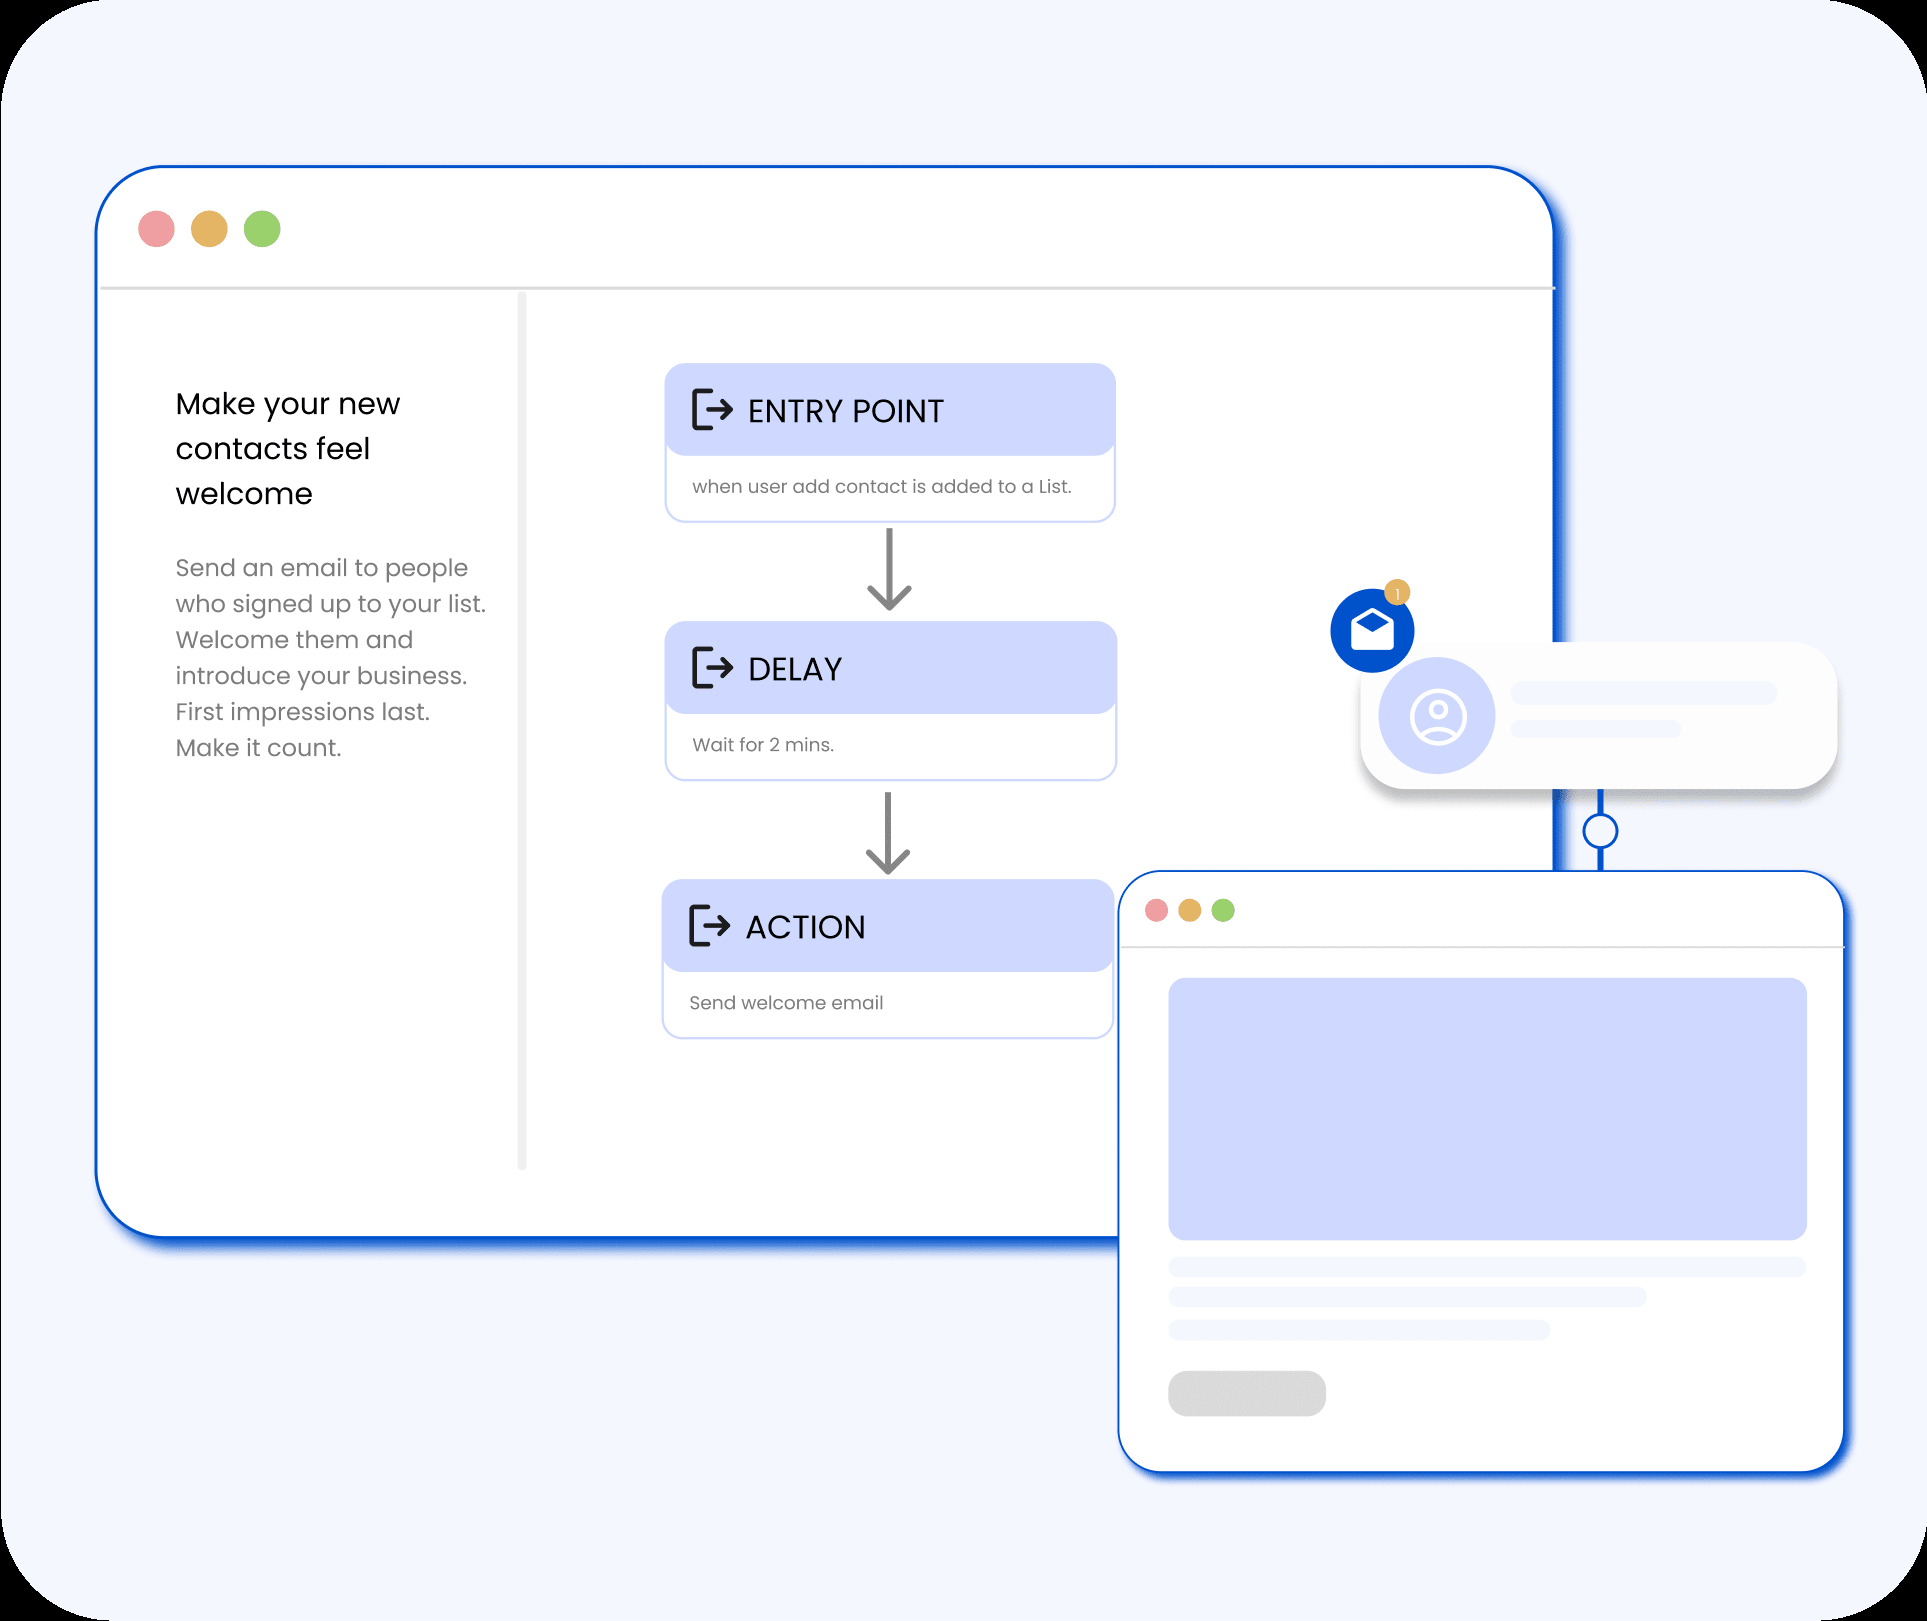 Make your new
contacts feel
welcome
Send an email to people
who signed up to your list.
Welcome them and
introduce your business.
First impressions last.
Make it count.
ENTRY POINT
when user add contact is added to a List.
DELAY
Wait for 2 mins.
ACTION
Send welcome email
1